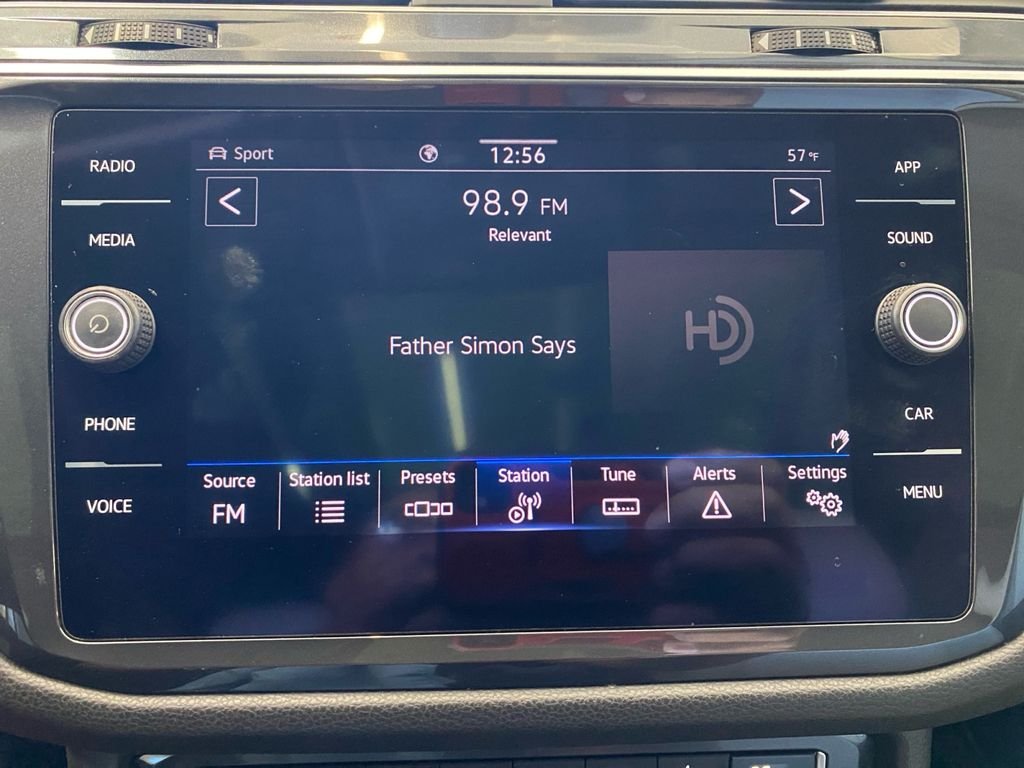 RADIO
MEDIA
PHONE
VOICE
Sport
12:56
57°F
98.9 FM
Relevant
Father Simon Says
HD
Source
FM
Station list
Presets
Station
Tune
Alerts
Settings
APP
SOUND
CAR
MENU